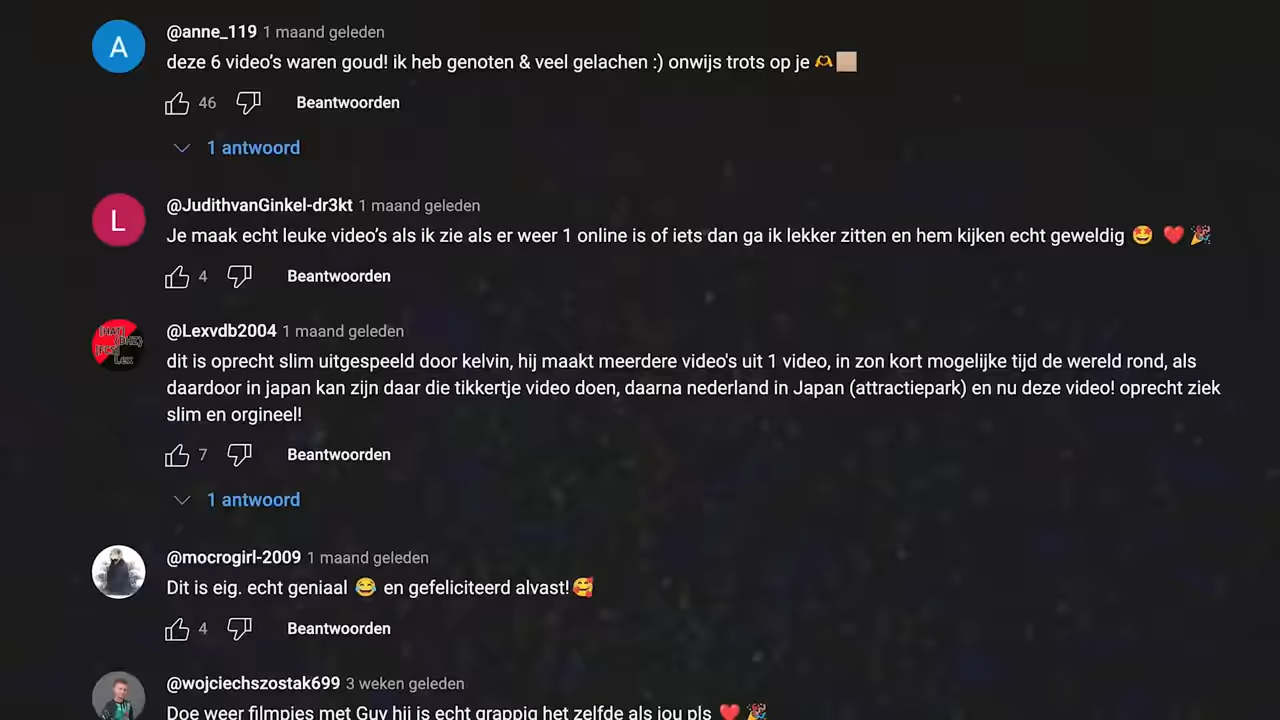 A
@anne_119 1 maand geleden
deze 6 video’s waren goud! ik heb genoten & veel gelachen :) onwijs trots op je 🫶🏼
46 Beantwoorden
1 antwoord
L
@JudithvanGinkel-dr3kt 1 maand geleden
Je maak echt leuke video’s als ik zie als er weer 1 online is of iets dan ga ik lekker zitten en hem kijken echt geweldig 🤩 ❤️ 🎉
4 Beantwoorden
@Lexvdb2004 1 maand geleden
dit is oprecht slim uitgespeeld door kelvin, hij maakt meerdere video's uit 1 video, in zon kort mogelijke tijd de wereld rond, als
daardoor in japan kan zijn daar die tikkertje video doen, daarna nederland in Japan (attractiepark) en nu deze video! oprecht ziek
slim en orgineel!
7 Beantwoorden
1 antwoord
@mocrogirl-2009 1 maand geleden
Dit is eig. echt geniaal 😂 en gefeliciteerd alvast!🥰
4 Beantwoorden
@wojciechszostak699 3 weken geleden
Doe weer filmpjes met Guy hij is echt grappig het zelfde als jou pls ❤️ 🎉